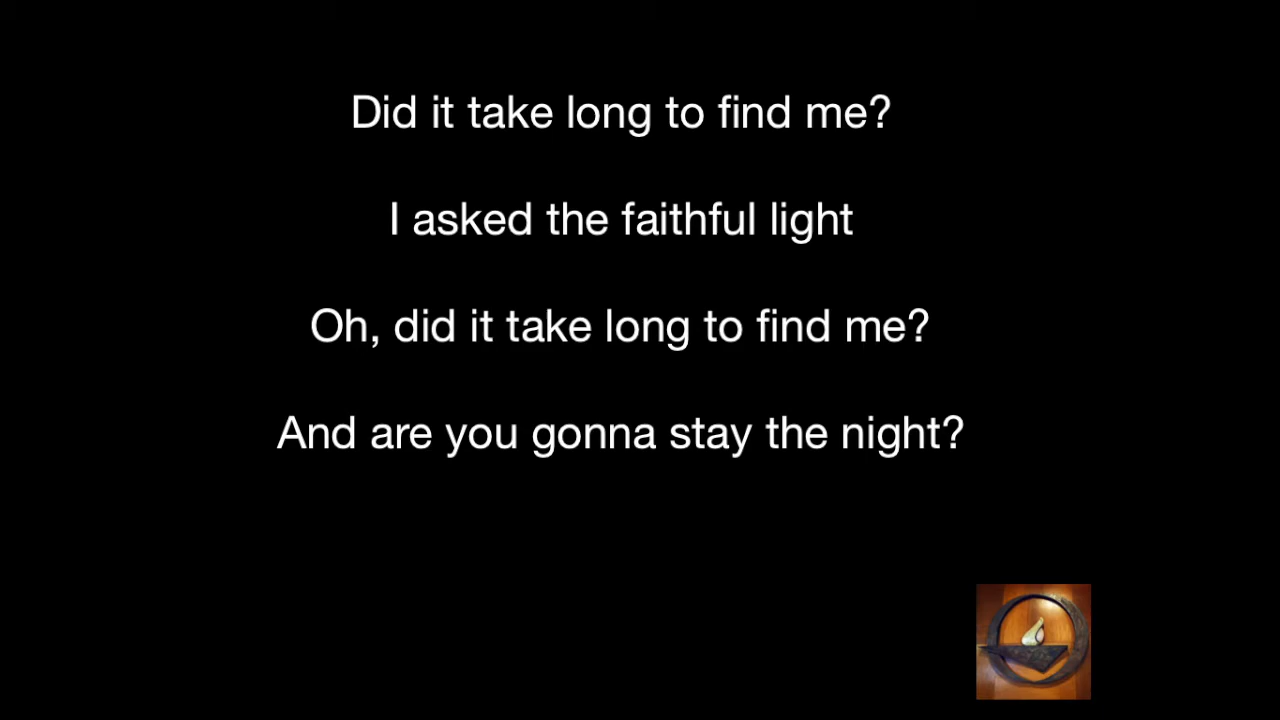 Did it take long to find me?
I asked the faithful light
Oh, did it take long to find me?
And are you gonna stay the night?